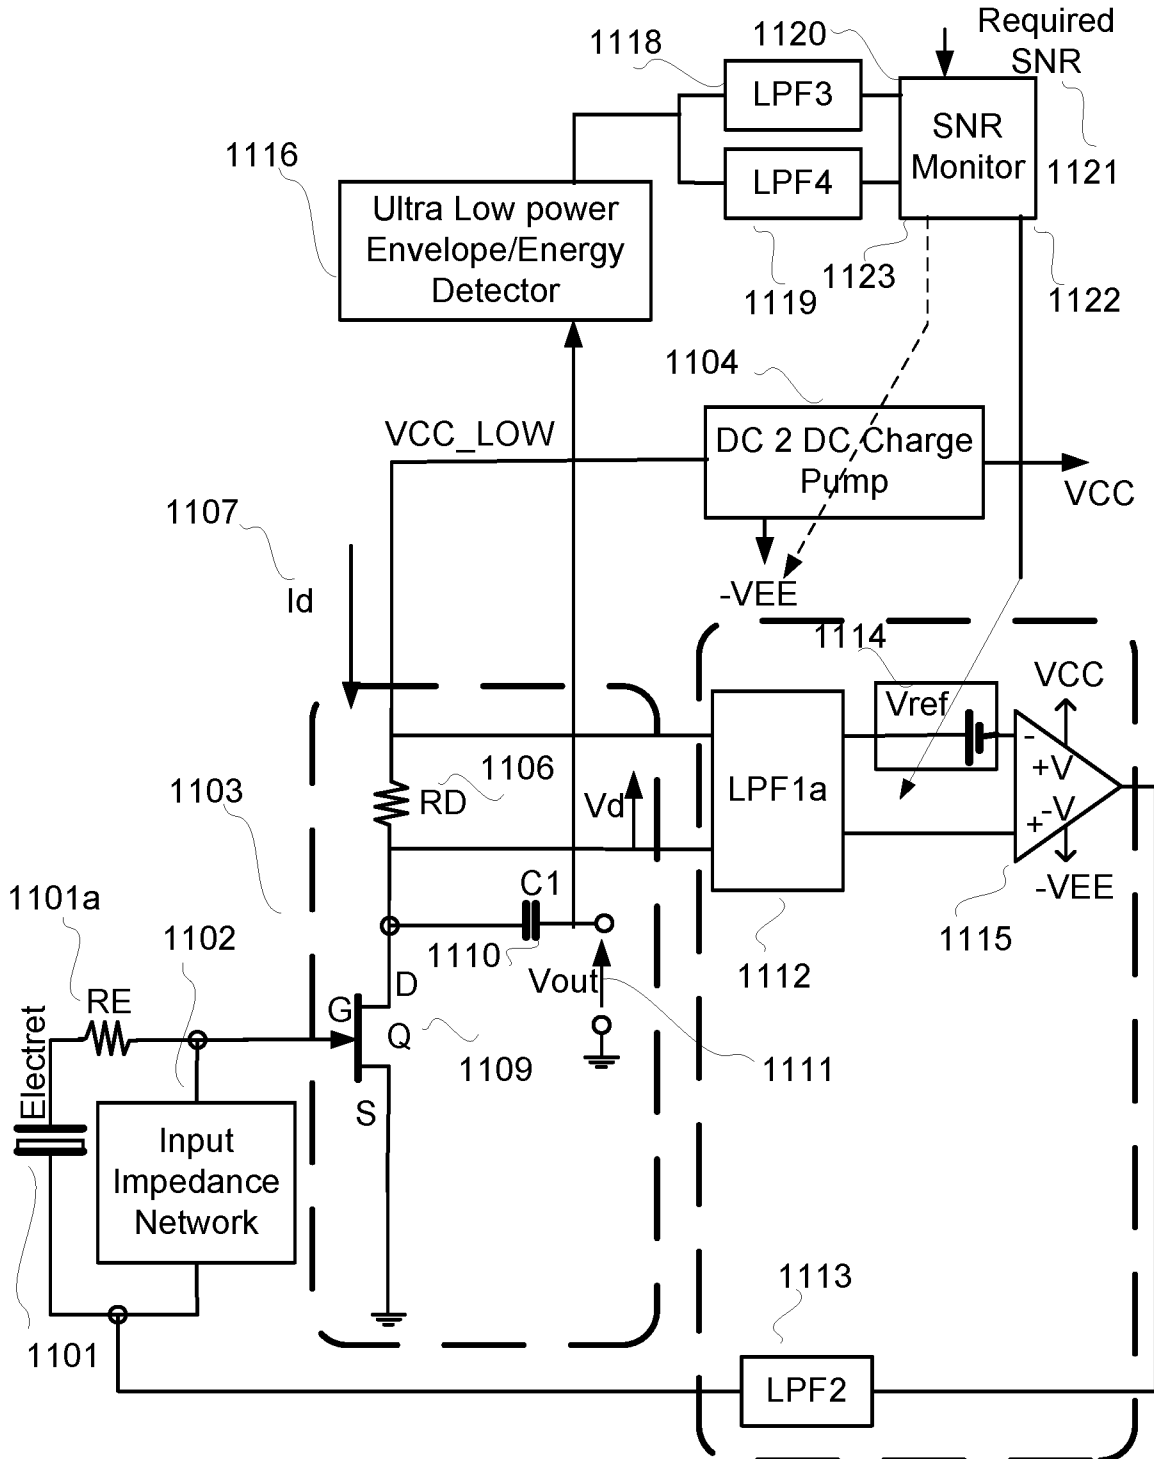 Required
SNR
1118
1120
LPF3
SNR
Monitor
1121
1116
LPF4
Ultra Low power
Envelope/Energy
Detector
1123
1119
1122
1104
VCC_LOW
DC 2 DC Charge
Pump
VCC
1107
Id
-VEE
1114
VCC
Vref
-
+V
1106
1103
RD
Vd
LPF1a
+
-V
-VEE
C1
1101a
1102
1110
1115
1112
Vout
D
RE
G
Q
Electret
1109
1111
S
Input
Impedance
Network
1113
1101
LPF2